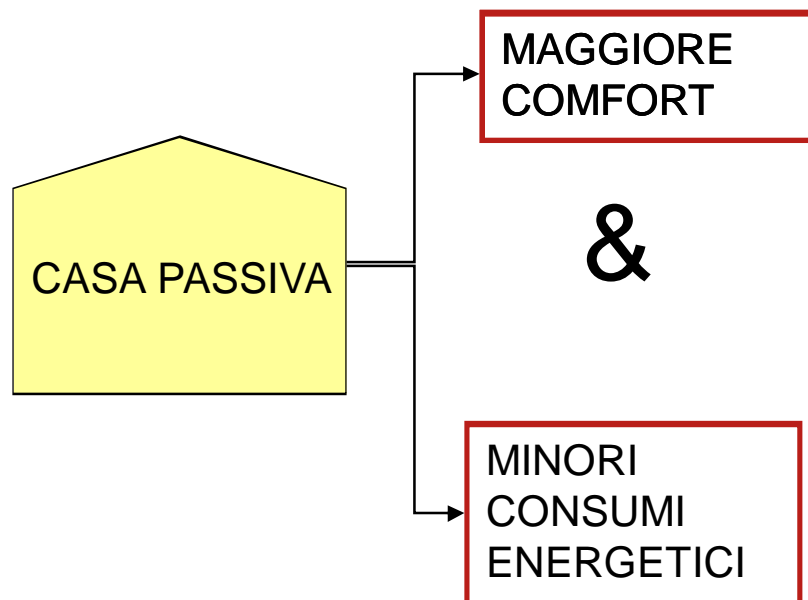 MAGGIORE
COMFORT
&
CASA PASSIVA
MINORI
CONSUMI
ENERGETICI